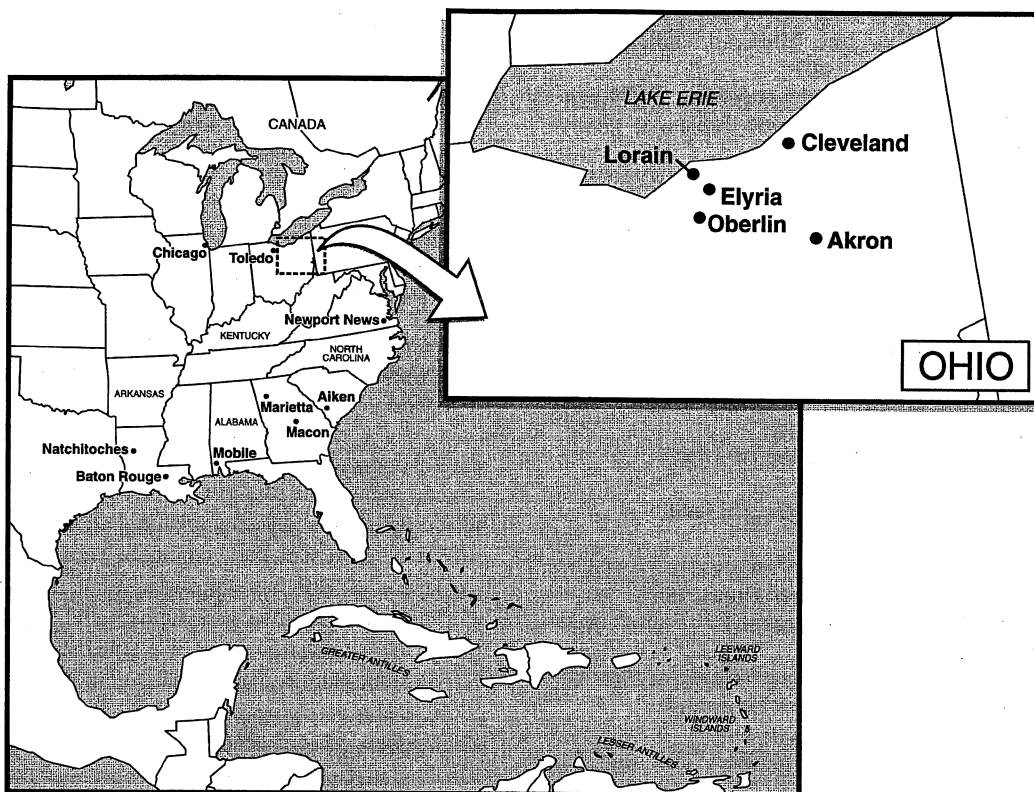 LAKE ERIE
Cleveland
Lorain
Elyria
Oberlin
Akron
OHIO
CANADA
Chicago
Toledo
Newport News
KENTUCKY
NORTH
CAROLINA
ARKANSAS
Aiken
Marietta
ALABAMA
Macon
Natchitoches
Mobile
Baton Rouge
GREATER ANTILLES
LEEWARD
ISLANDS
WINDWARD
ISLANDS
LESSER ANTILLES